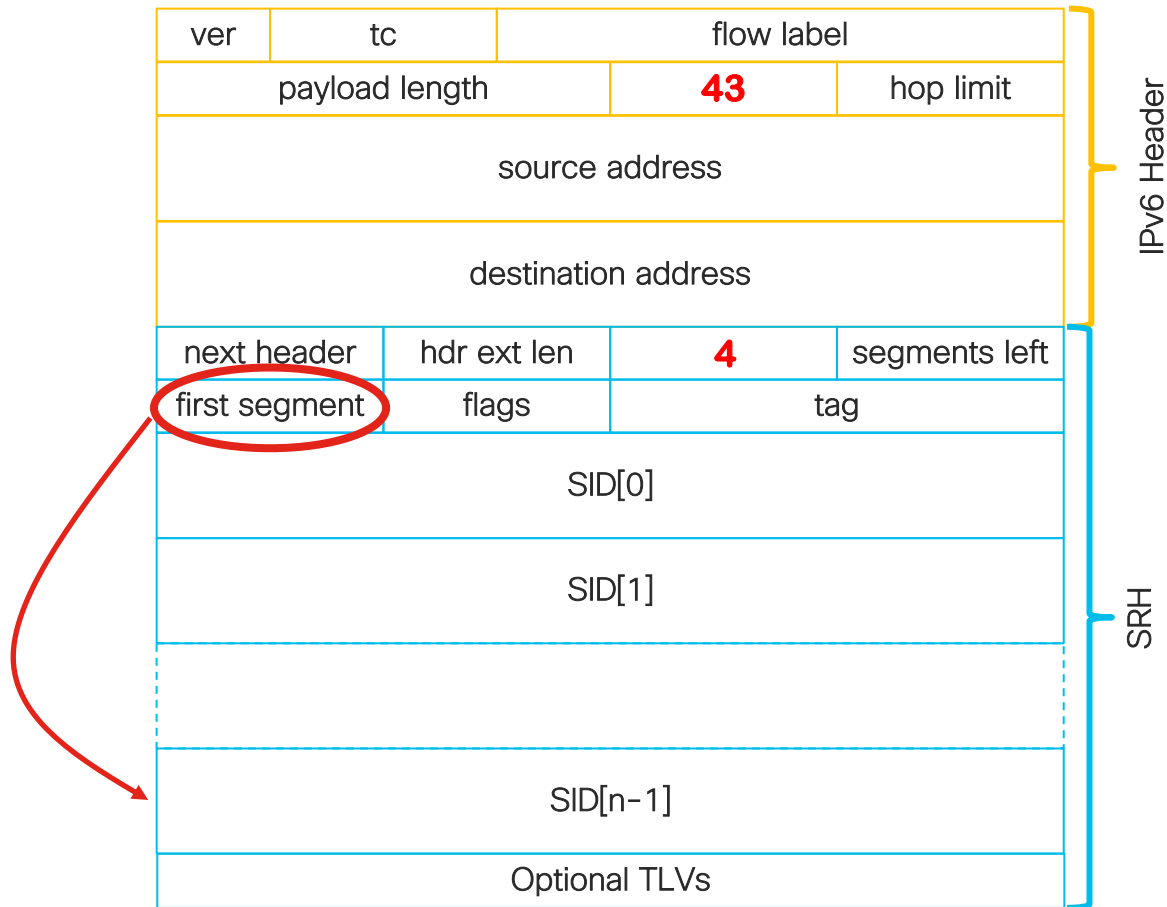 ver tc flow label
payload length 43 hop limit
source address
destination address
IPv6 Header
next header hdr ext len 4 segments left
first segment flags tag
SID[0]
SID[1]
SRH
SID[n-1]
Optional TLVs